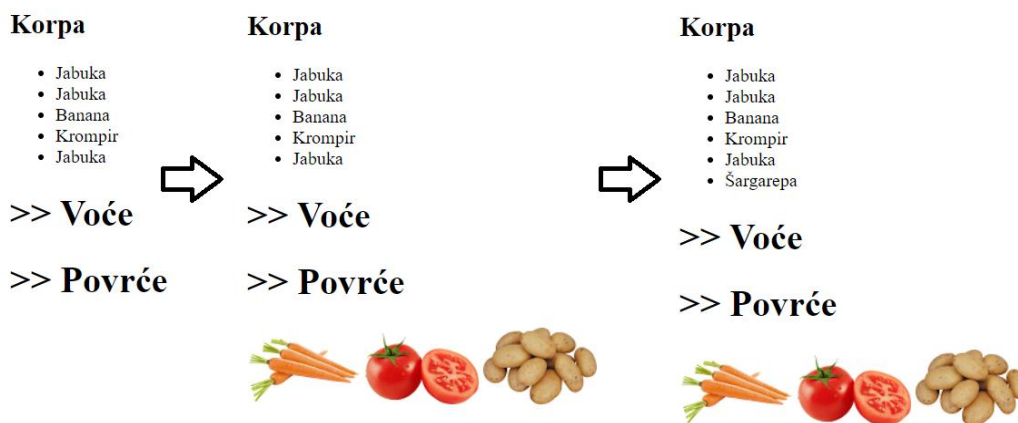 Korpa
• Jabuka
• Jabuka
• Banana
• Krompir
• Jabuka
>> Voće
>> Povrće
Korpa
• Jabuka
• Jabuka
• Banana
• Krompir
• Jabuka
>> Voće
>> Povrće
Korpa
• Jabuka
• Jabuka
• Banana
• Krompir
• Jabuka
• Šargarepa
>> Voće
>> Povrće